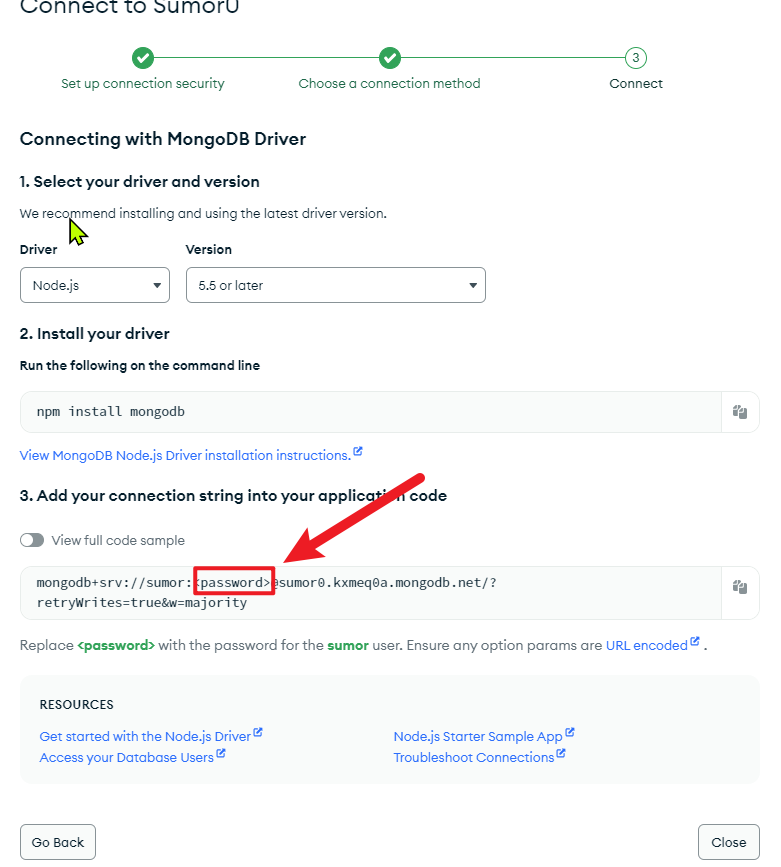 Connect to Sumor0
3
Set up connection security
Choose a connection method
Connect
Connecting with MongoDB Driver
1. Select your driver and version
We recommend installing and using the latest driver version.
Driver
Version
Node.js
5.5 or later
2. Install your driver
Run the following on the command line
npm install mongodb
View MongoDB Node.js Driver installation instructions.
3. Add your connection string into your application code
View full code sample
mongodb+srv://sumor:<password>@sumor0.kxmeq0a.mongodb.net/?
retryWrites=true&w=majority
Replace <password> with the password for the sumor user. Ensure any option params are URL encoded .
RESOURCES
Get started with the Node.js Driver
Node.js Starter Sample App
Access your Database Users
Troubleshoot Connections
Go Back
Close